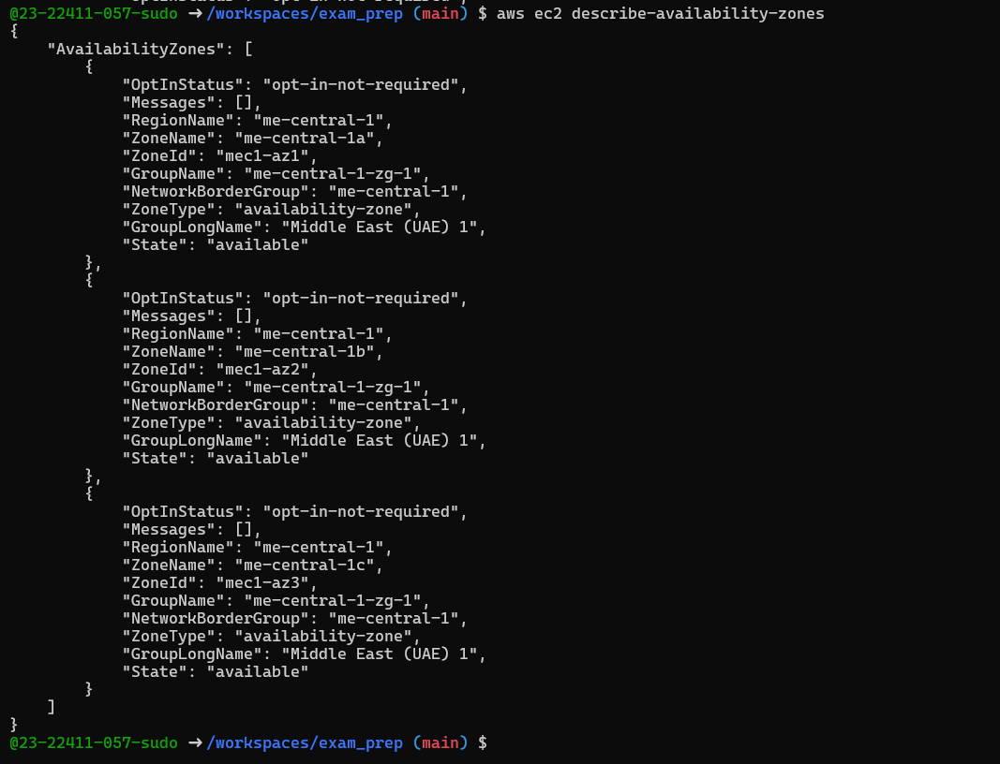 @23-22411-057-sudo ➜ /workspaces/exam_prep (main) $ aws ec2 describe-availability-zones
{
    "AvailabilityZones": [
        {
            "OptInStatus": "opt-in-not-required",
            "Messages": [],
            "RegionName": "me-central-1",
            "ZoneName": "me-central-1a",
            "ZoneId": "mec1-az1",
            "GroupName": "me-central-1-zg-1",
            "NetworkBorderGroup": "me-central-1",
            "ZoneType": "availability-zone",
            "GroupLongName": "Middle East (UAE) 1",
            "State": "available"
        },
        {
            "OptInStatus": "opt-in-not-required",
            "Messages": [],
            "RegionName": "me-central-1",
            "ZoneName": "me-central-1b",
            "ZoneId": "mec1-az2",
            "GroupName": "me-central-1-zg-1",
            "NetworkBorderGroup": "me-central-1",
            "ZoneType": "availability-zone",
            "GroupLongName": "Middle East (UAE) 1",
            "State": "available"
        },
        {
            "OptInStatus": "opt-in-not-required",
            "Messages": [],
            "RegionName": "me-central-1",
            "ZoneName": "me-central-1c",
            "ZoneId": "mec1-az3",
            "GroupName": "me-central-1-zg-1",
            "NetworkBorderGroup": "me-central-1",
            "ZoneType": "availability-zone",
            "GroupLongName": "Middle East (UAE) 1",
            "State": "available"
        }
    ]
}
@23-22411-057-sudo ➜ /workspaces/exam_prep (main) $